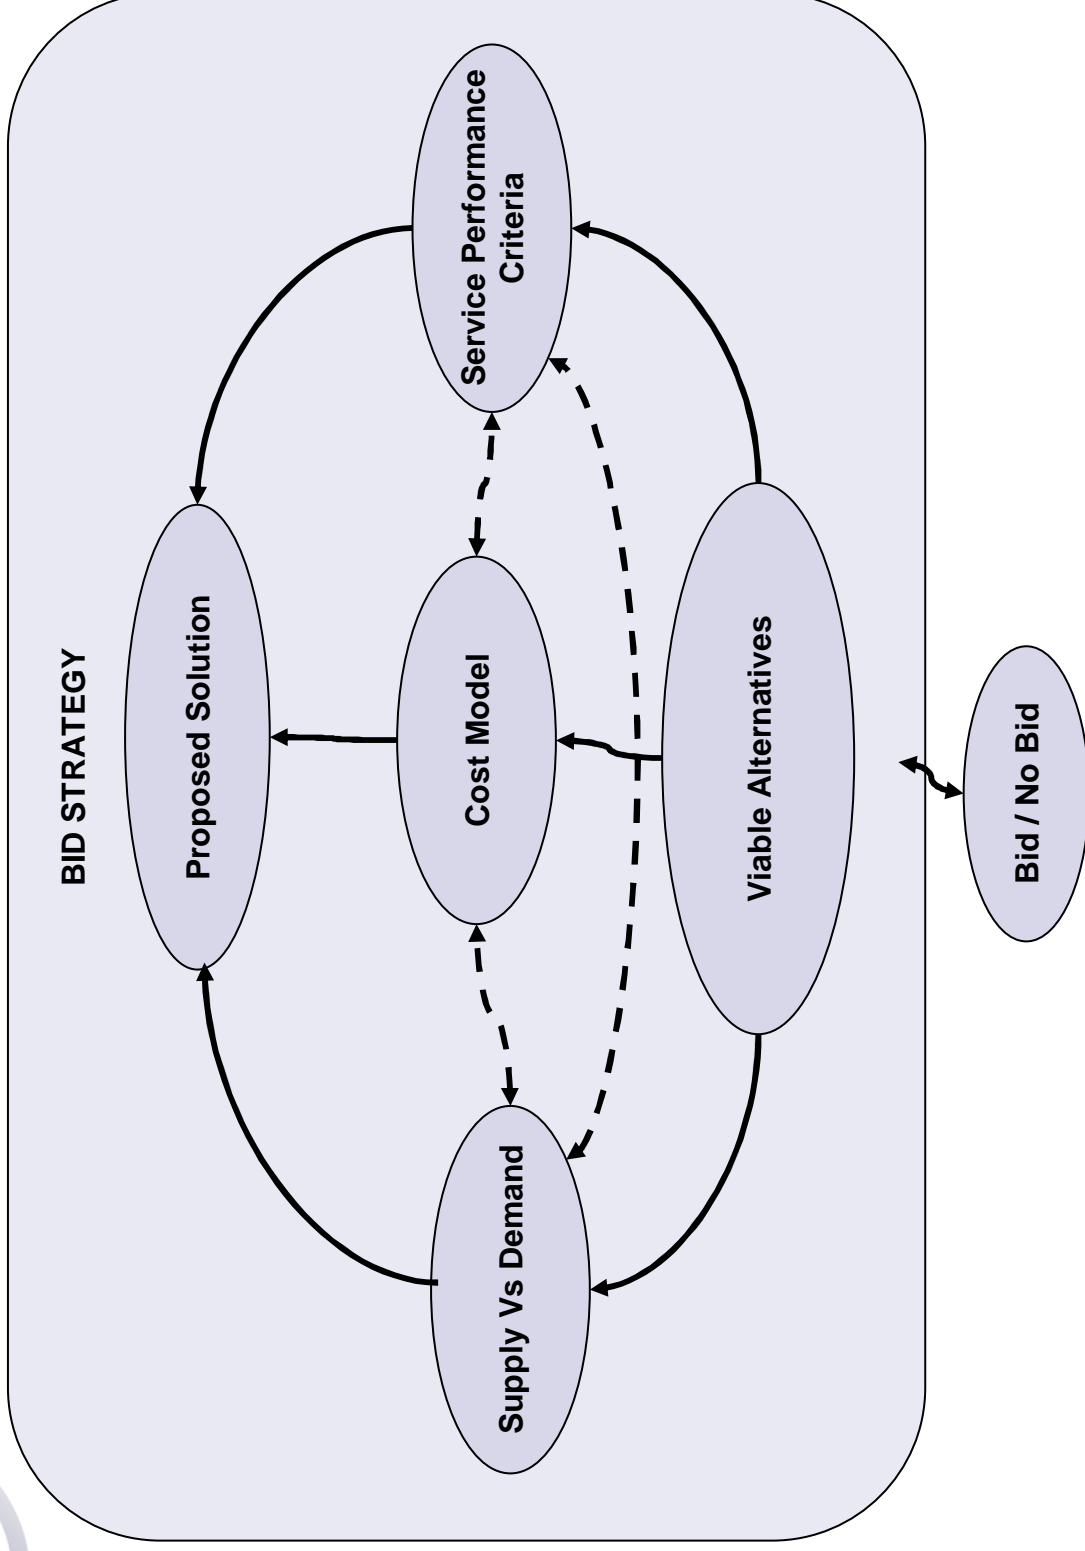 BID STRATEGY
Proposed Solution
Supply Vs Demand
Cost Model
Service Performance
Criteria
Viable Alternatives
Bid / No Bid